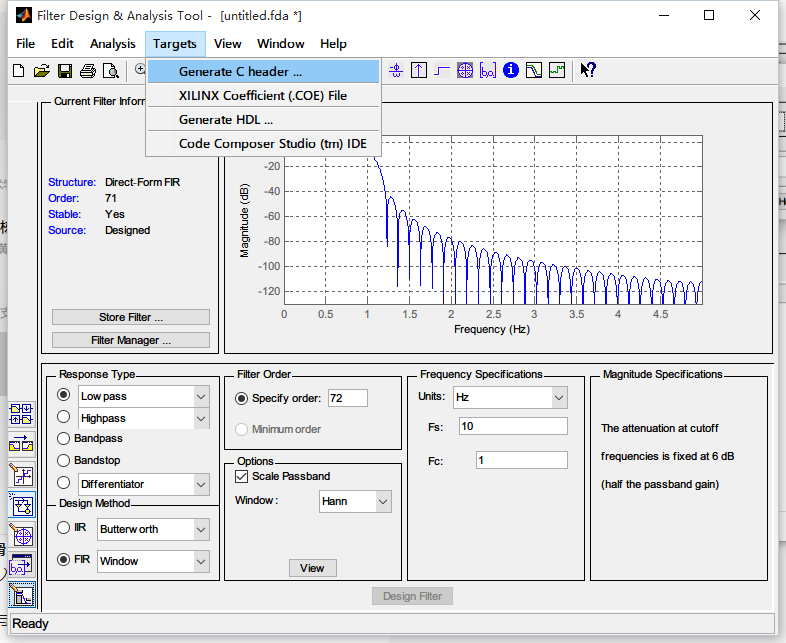 Filter Design & Analysis Tool - [untitled.fda *]
File Edit Analysis Targets View Window Help
Generate C header ...
XILINX Coefficient (.COE) File
Generate HDL ...
Code Composer Studio (tm) IDE
Current Filter Inform
Structure: Direct-Form FIR
Order: 71
Stable: Yes
Source: Designed
Store Filter ...
Filter Manager ...
Magnitude (dB)
-20
-40
-60
-80
-100
-120
0 0.5 1 1.5 2 2.5 3 3.5 4 4.5
Frequency (Hz)
Response Type
Lowpass
Highpass
Bandpass
Bandstop
Differentiator
Design Method
IIR Butterworth
FIR Window
Filter Order
Specify order: 72
Minimum order
Options
Scale Passband
Window: Hann
View
Frequency Specifications
Units: Hz
Fs: 10
Fc: 1
Magnitude Specifications
The attenuation at cutoff
frequencies is fixed at 6 dB
(half the passband gain)
Design Filter
Ready